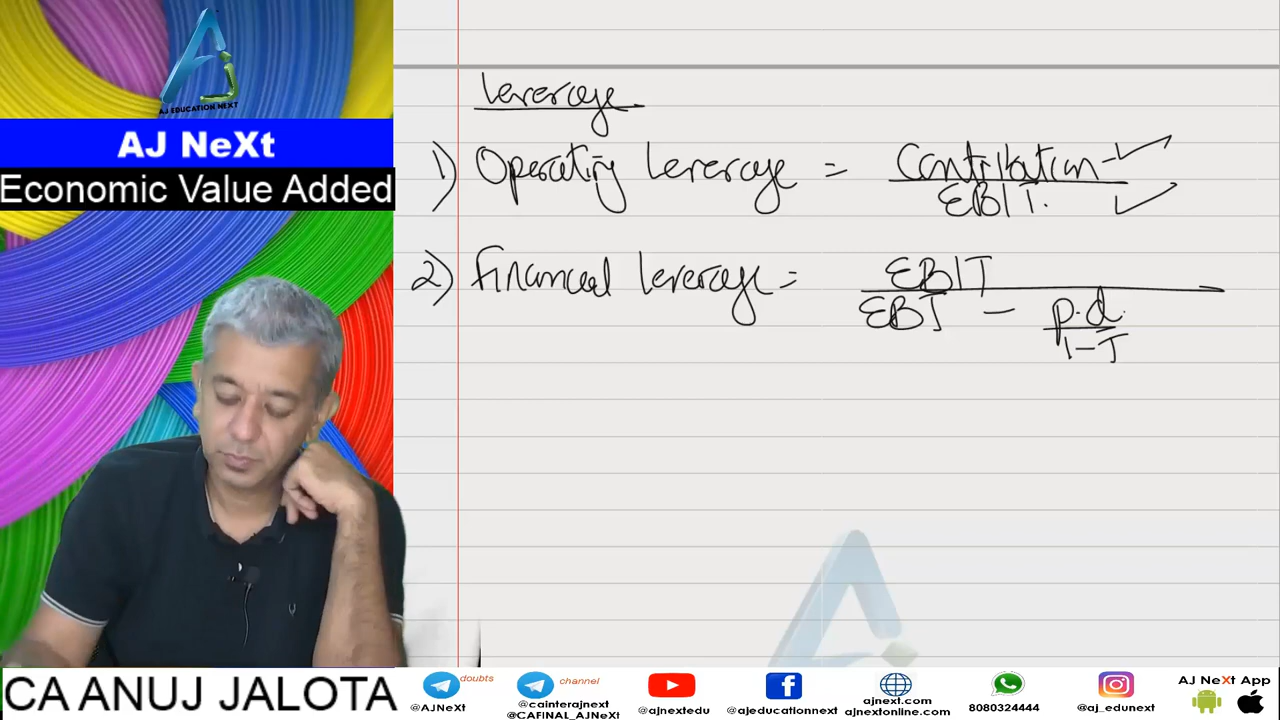 AJ EDUCATION NEXT
AJ NeXt
Economic Value Added
Leverage
1) Operating Leverage = Contribution
EBIT.
2) Financial Leverage = EBIT
EBT - p.d.
1-T
CA ANUJ JALOTA
doubts
@AJNeXt
channel
@cainterajnext
@CAFINAL_AJNeXt
@ajnextedu
@ajeducationnext
ajnext.com
ajnextonline.com
8080324444
@aj_edunext
AJ NeXt App